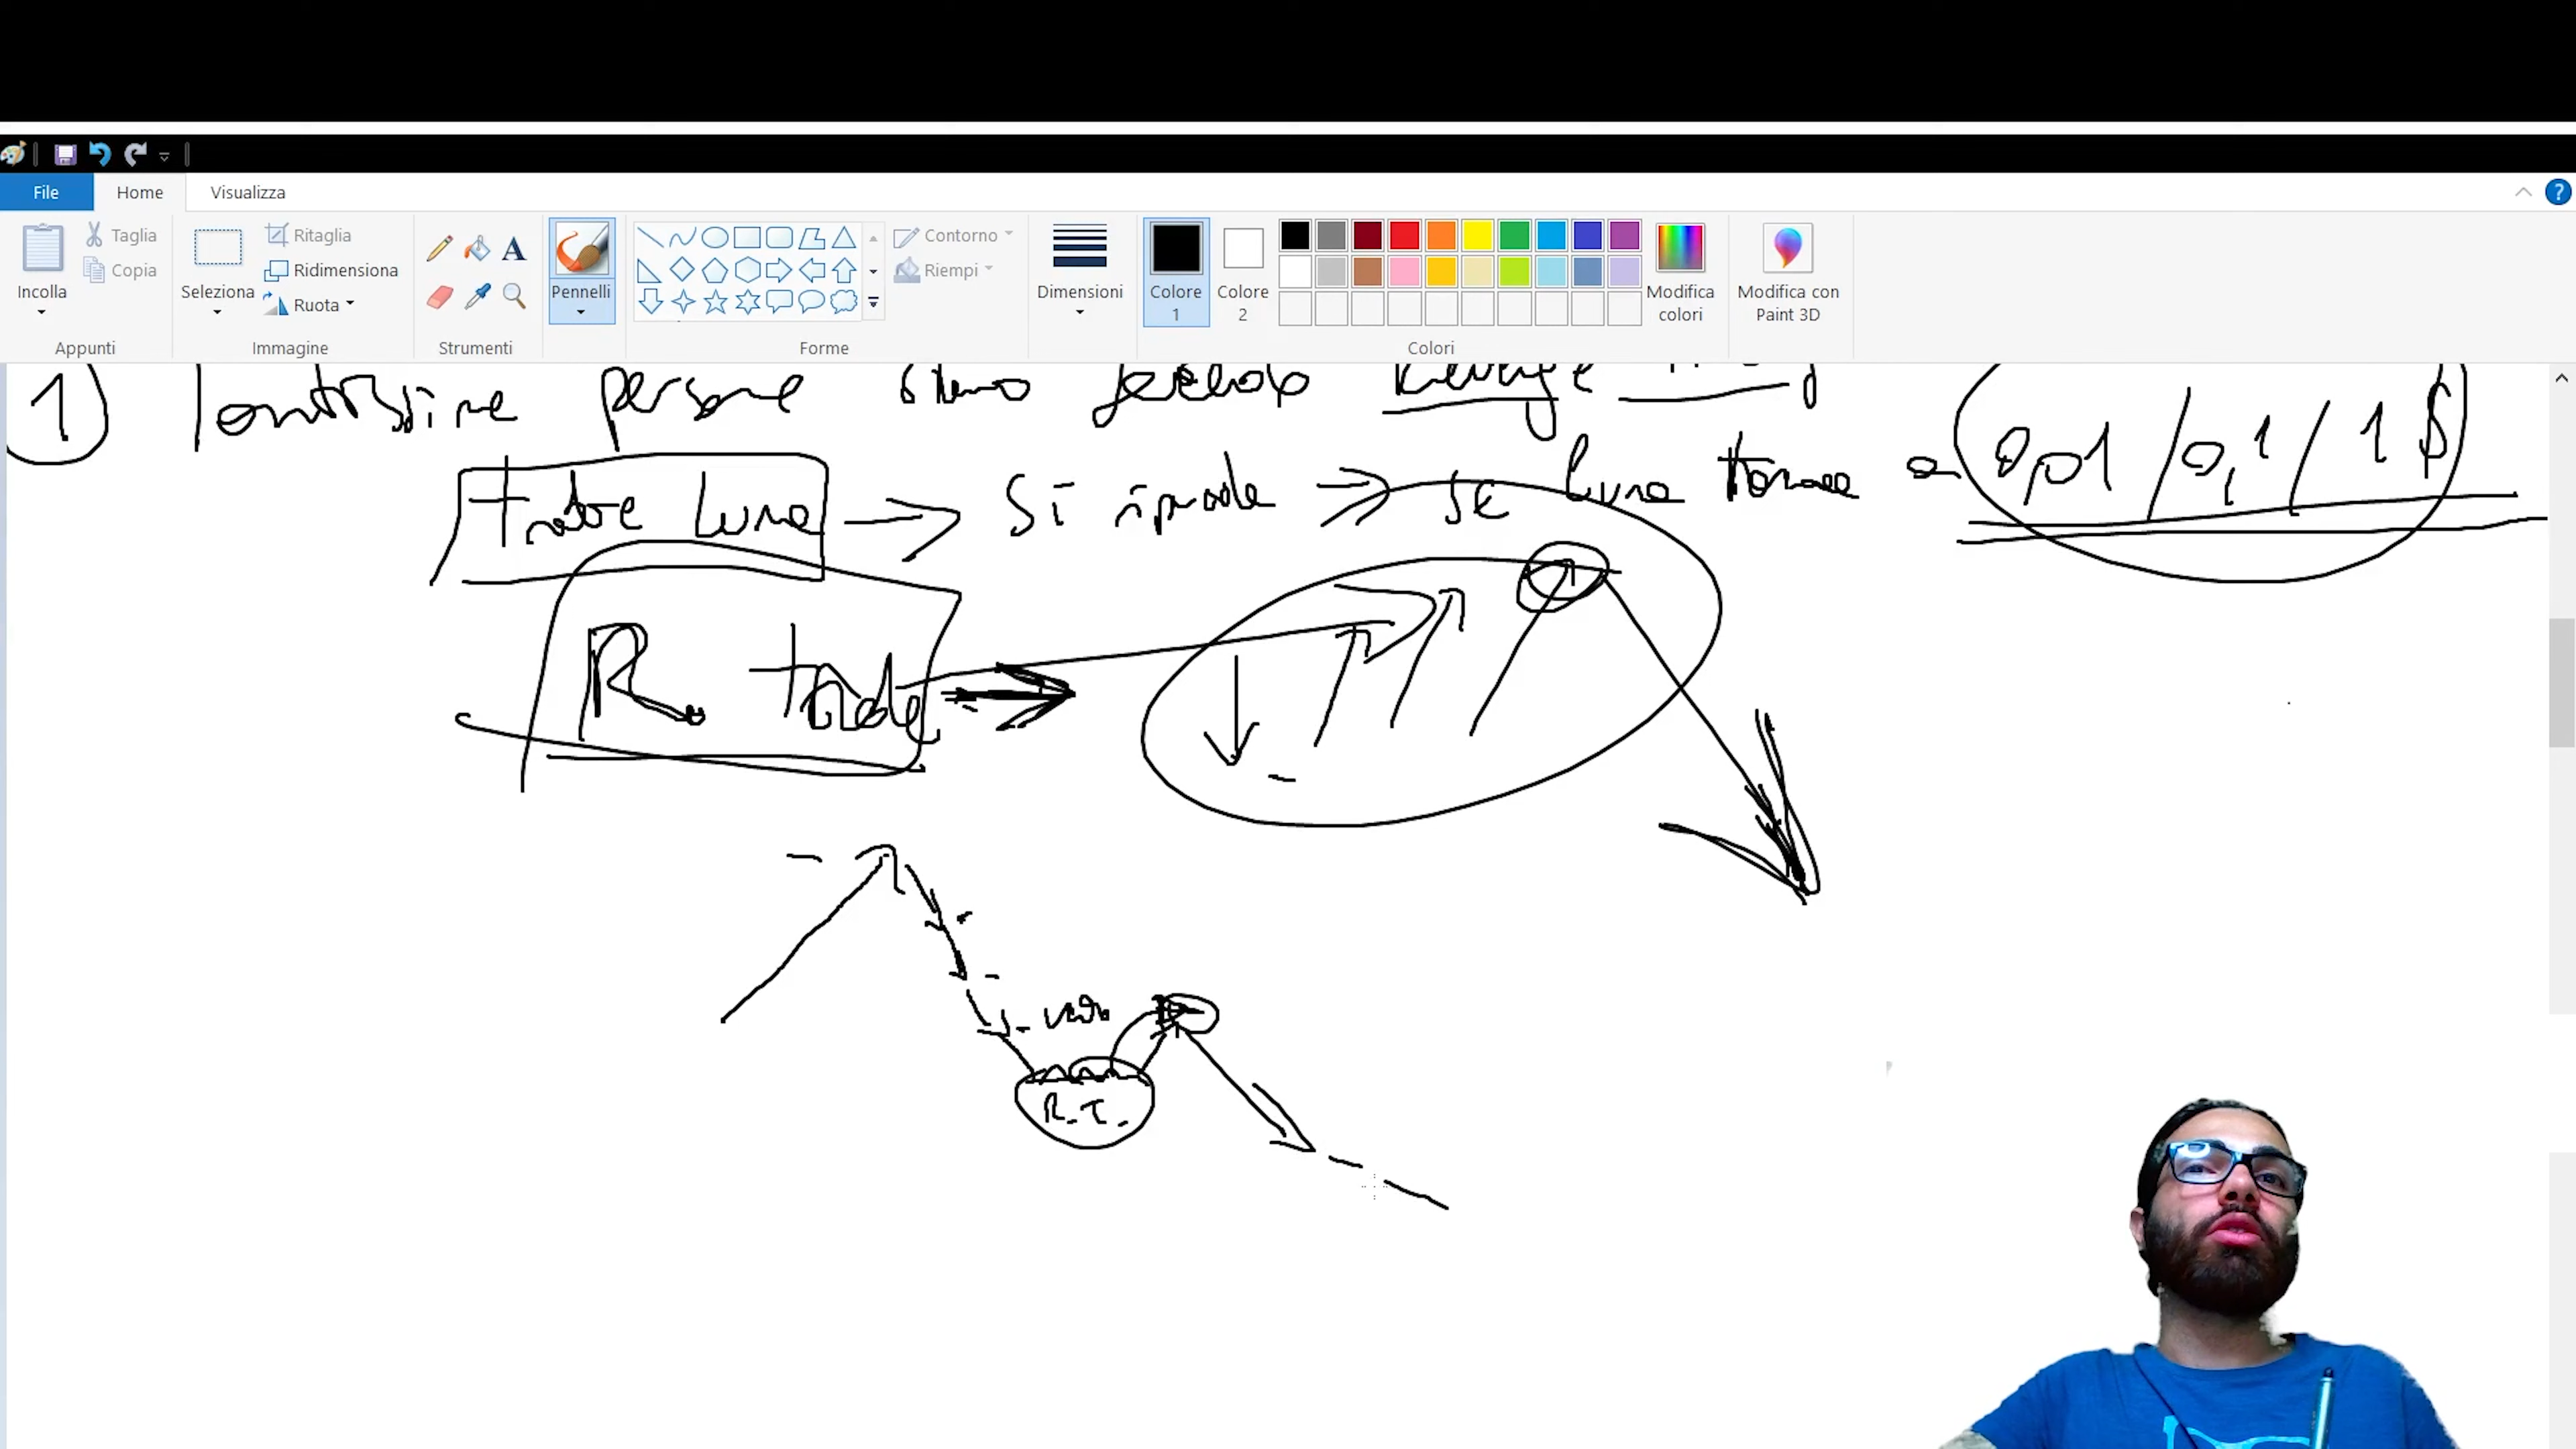 File Home Visualizza
Incolla
Taglia
Copia
Appunti
Seleziona
Ritaglia
Ridimensiona
Ruota
Immagine
Strumenti
A
Pennelli
Forme
Contorno
Riempi
Dimensioni
Colore 1
Colore 2
Modifica colori
Colori
Modifica con Paint 3D
?
1 persone Revenge
trade Luna Si SE Luna 0,01 / 0,1 / 1 $
R. trade
R.T.